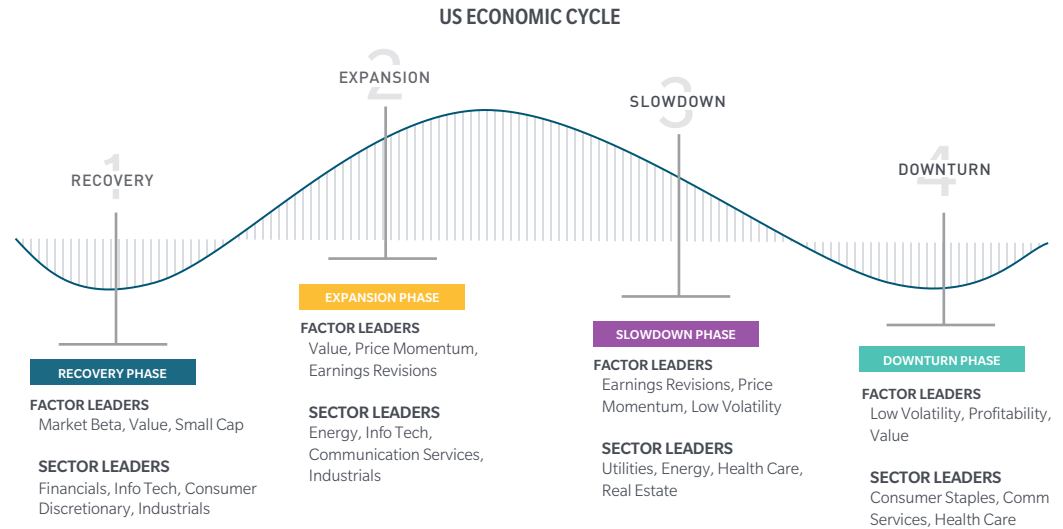 US ECONOMIC CYCLE
1
RECOVERY
2
EXPANSION
3
SLOWDOWN
4
DOWNTURN
RECOVERY PHASE
FACTOR LEADERS
Market Beta, Value, Small Cap
SECTOR LEADERS
Financials, Info Tech, Consumer
Discretionary, Industrials
EXPANSION PHASE
FACTOR LEADERS
Value, Price Momentum,
Earnings Revisions
SECTOR LEADERS
Energy, Info Tech,
Communication Services,
Industrials
SLOWDOWN PHASE
FACTOR LEADERS
Earnings Revisions, Price
Momentum, Low Volatility
SECTOR LEADERS
Utilities, Energy, Health Care,
Real Estate
DOWNTURN PHASE
FACTOR LEADERS
Low Volatility, Profitability,
Value
SECTOR LEADERS
Consumer Staples, Comm
Services, Health Care